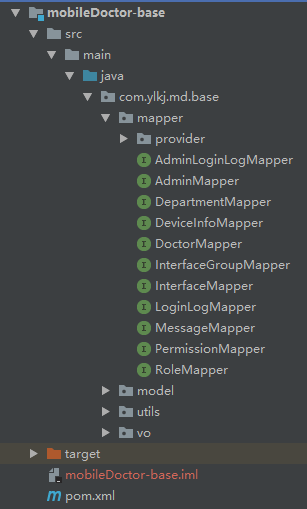 mobileDoctor-base
src
main
java
com.ylkj.md.base
mapper
provider
AdminLoginLogMapper
AdminMapper
DepartmentMapper
DeviceInfoMapper
DoctorMapper
InterfaceGroupMapper
InterfaceMapper
LoginLogMapper
MessageMapper
PermissionMapper
RoleMapper
model
utils
vo
target
mobileDoctor-base.iml
pom.xml